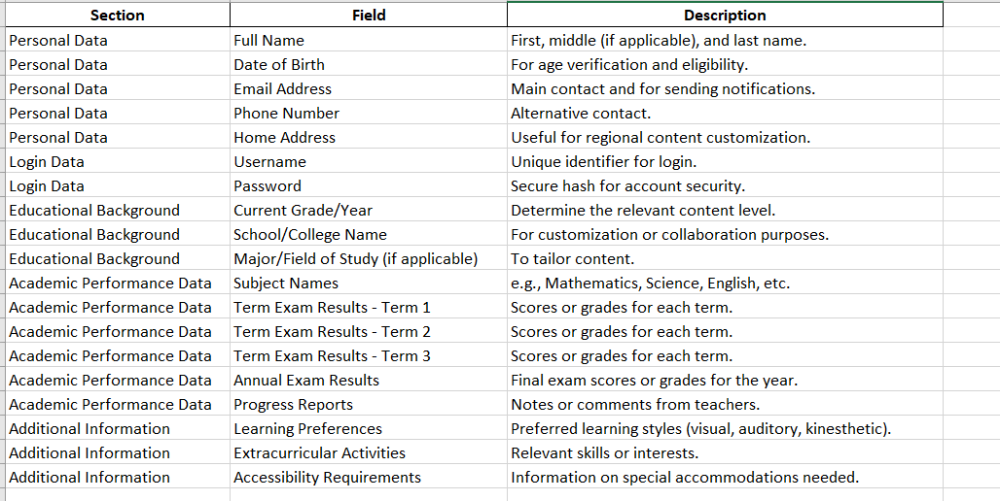 Section Field Description
Personal Data Full Name First, middle (if applicable), and last name.
Personal Data Date of Birth For age verification and eligibility.
Personal Data Email Address Main contact and for sending notifications.
Personal Data Phone Number Alternative contact.
Personal Data Home Address Useful for regional content customization.
Login Data Username Unique identifier for login.
Login Data Password Secure hash for account security.
Educational Background Current Grade/Year Determine the relevant content level.
Educational Background School/College Name For customization or collaboration purposes.
Educational Background Major/Field of Study (if applicable) To tailor content.
Academic Performance Data Subject Names e.g., Mathematics, Science, English, etc.
Academic Performance Data Term Exam Results - Term 1 Scores or grades for each term.
Academic Performance Data Term Exam Results - Term 2 Scores or grades for each term.
Academic Performance Data Term Exam Results - Term 3 Scores or grades for each term.
Academic Performance Data Annual Exam Results Final exam scores or grades for the year.
Academic Performance Data Progress Reports Notes or comments from teachers.
Additional Information Learning Preferences Preferred learning styles (visual, auditory, kinesthetic).
Additional Information Extracurricular Activities Relevant skills or interests.
Additional Information Accessibility Requirements Information on special accommodations needed.